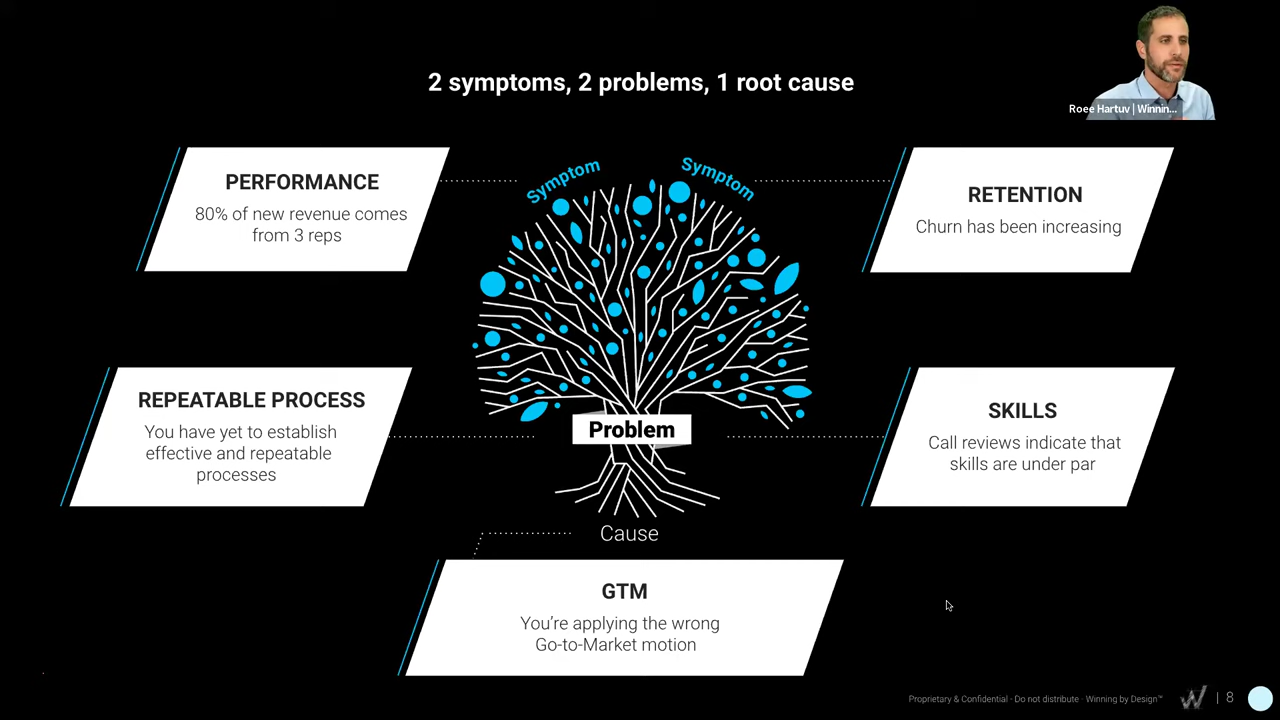 2 symptoms, 2 problems, 1 root cause
Roee Hartuv | Winnin...
PERFORMANCE
80% of new revenue comes
from 3 reps
Symptom
Symptom
RETENTION
Churn has been increasing
REPEATABLE PROCESS
You have yet to establish
effective and repeatable
processes
Problem
SKILLS
Call reviews indicate that
skills are under par
Cause
GTM
You’re applying the wrong
Go-to-Market motion
Proprietary & Confidential · Do not distribute · Winning by Design™
| 8